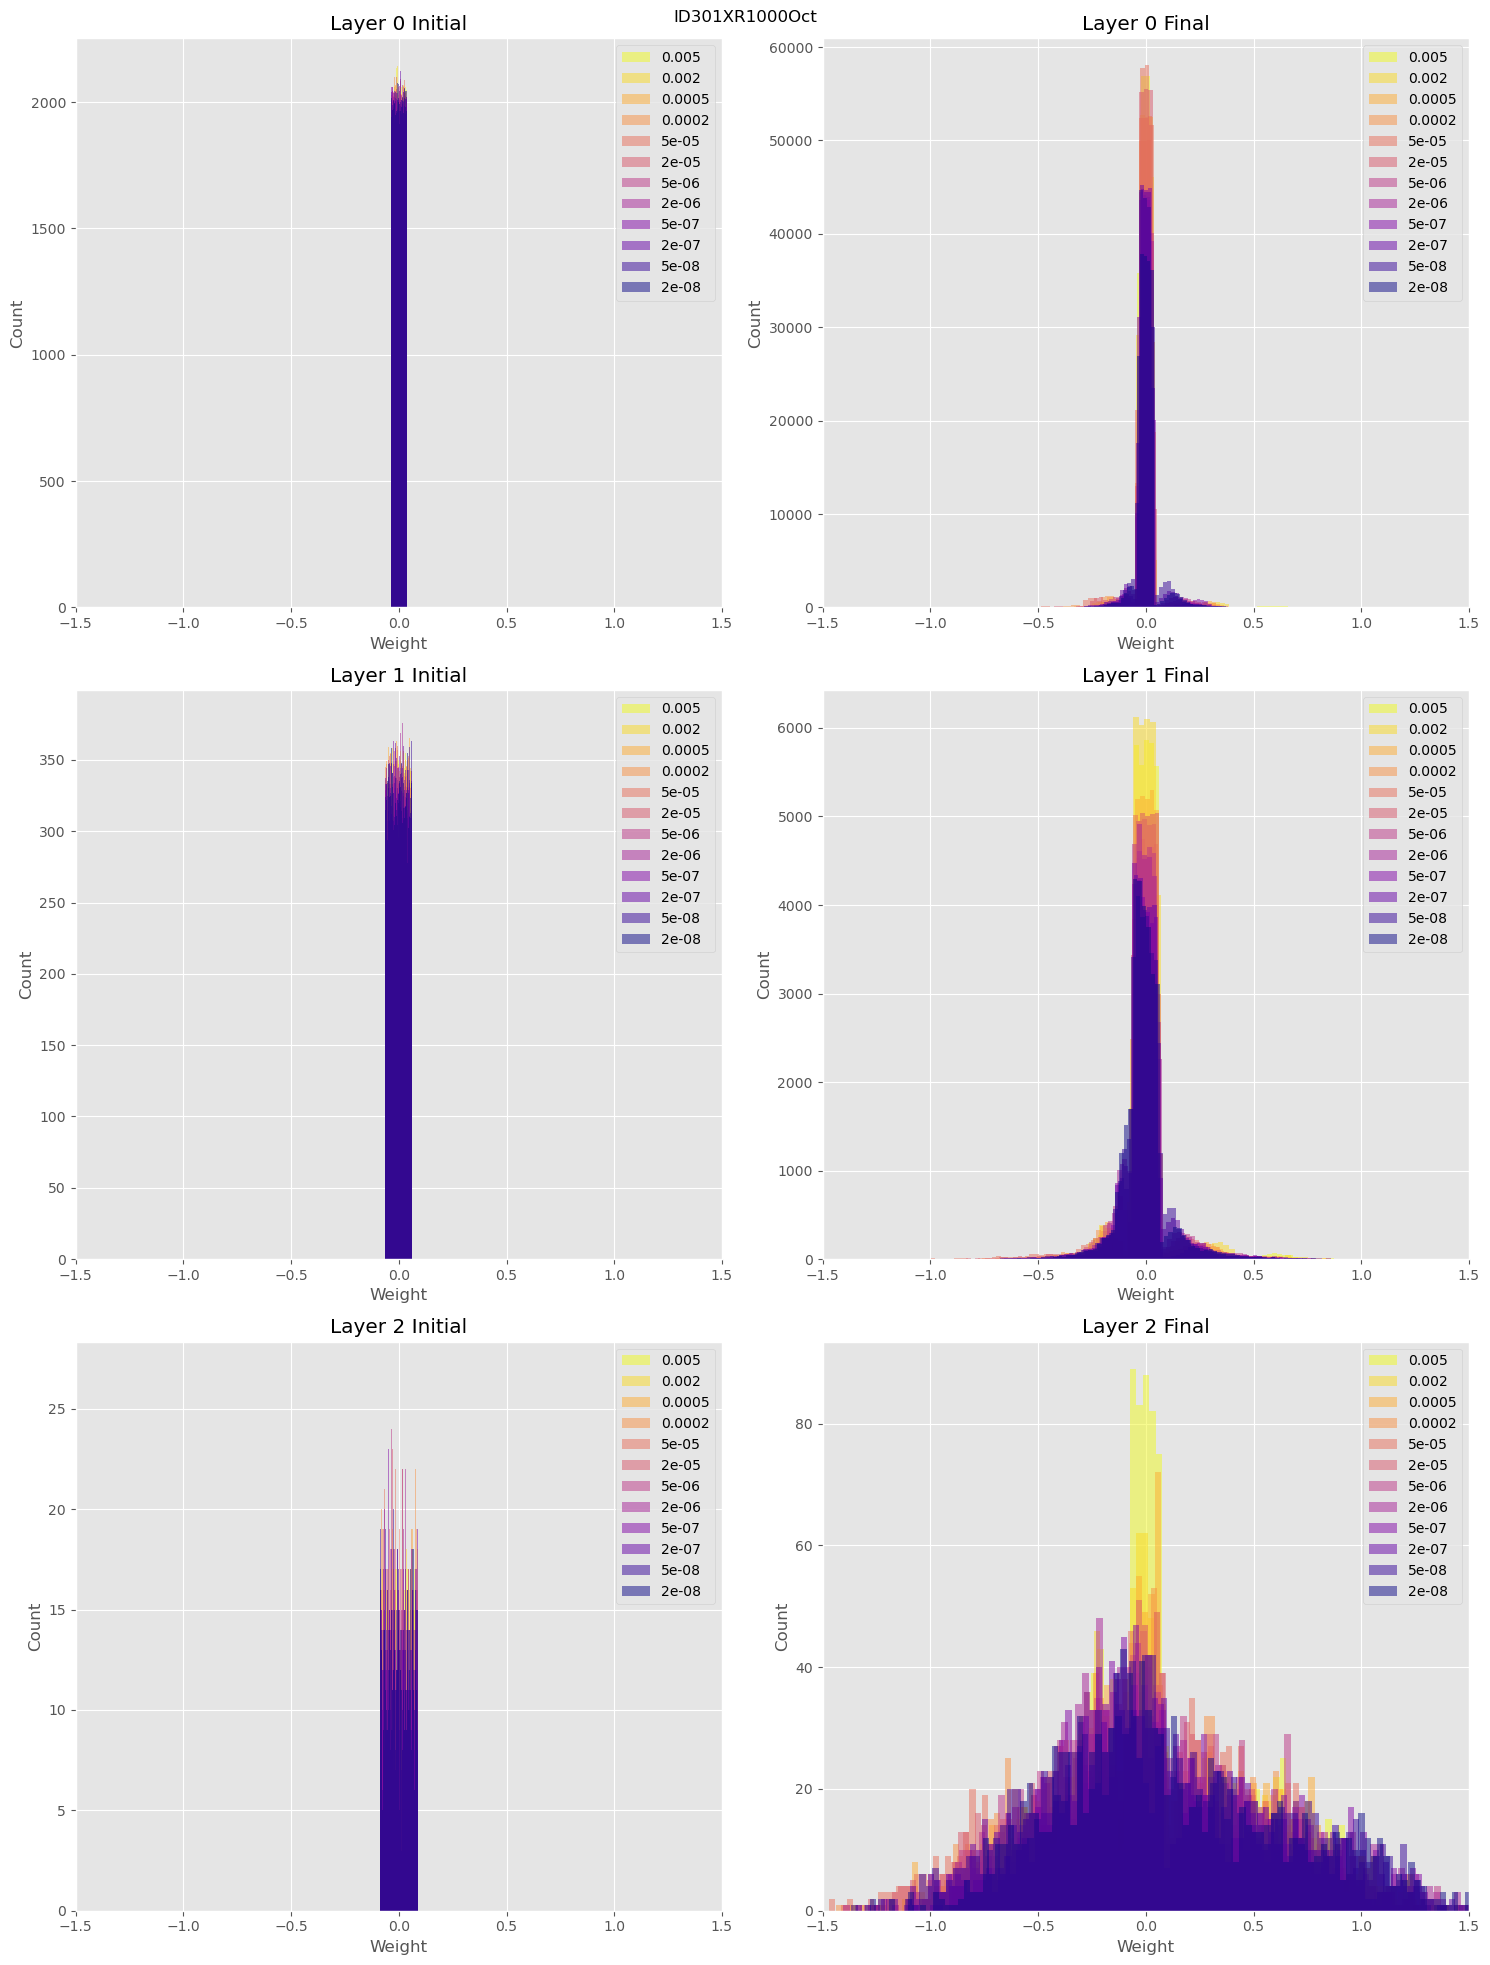 ID301XR1000Oct
Layer 0 Initial
Count
2000
1500
1000
500
0
−1.5 −1.0 −0.5 0.0 0.5 1.0 1.5
Weight
0.005
0.002
0.0005
0.0002
5e-05
2e-05
5e-06
2e-06
5e-07
2e-07
5e-08
2e-08
Layer 0 Final
Count
60000
50000
40000
30000
20000
10000
0
−1.5 −1.0 −0.5 0.0 0.5 1.0 1.5
Weight
0.005
0.002
0.0005
0.0002
5e-05
2e-05
5e-06
2e-06
5e-07
2e-07
5e-08
2e-08
Layer 1 Initial
Count
350
300
250
200
150
100
50
0
−1.5 −1.0 −0.5 0.0 0.5 1.0 1.5
Weight
0.005
0.002
0.0005
0.0002
5e-05
2e-05
5e-06
2e-06
5e-07
2e-07
5e-08
2e-08
Layer 1 Final
Count
6000
5000
4000
3000
2000
1000
0
−1.5 −1.0 −0.5 0.0 0.5 1.0 1.5
Weight
0.005
0.002
0.0005
0.0002
5e-05
2e-05
5e-06
2e-06
5e-07
2e-07
5e-08
2e-08
Layer 2 Initial
Count
25
20
15
10
5
0
−1.5 −1.0 −0.5 0.0 0.5 1.0 1.5
Weight
0.005
0.002
0.0005
0.0002
5e-05
2e-05
5e-06
2e-06
5e-07
2e-07
5e-08
2e-08
Layer 2 Final
Count
80
60
40
20
0
−1.5 −1.0 −0.5 0.0 0.5 1.0 1.5
Weight
0.005
0.002
0.0005
0.0002
5e-05
2e-05
5e-06
2e-06
5e-07
2e-07
5e-08
2e-08